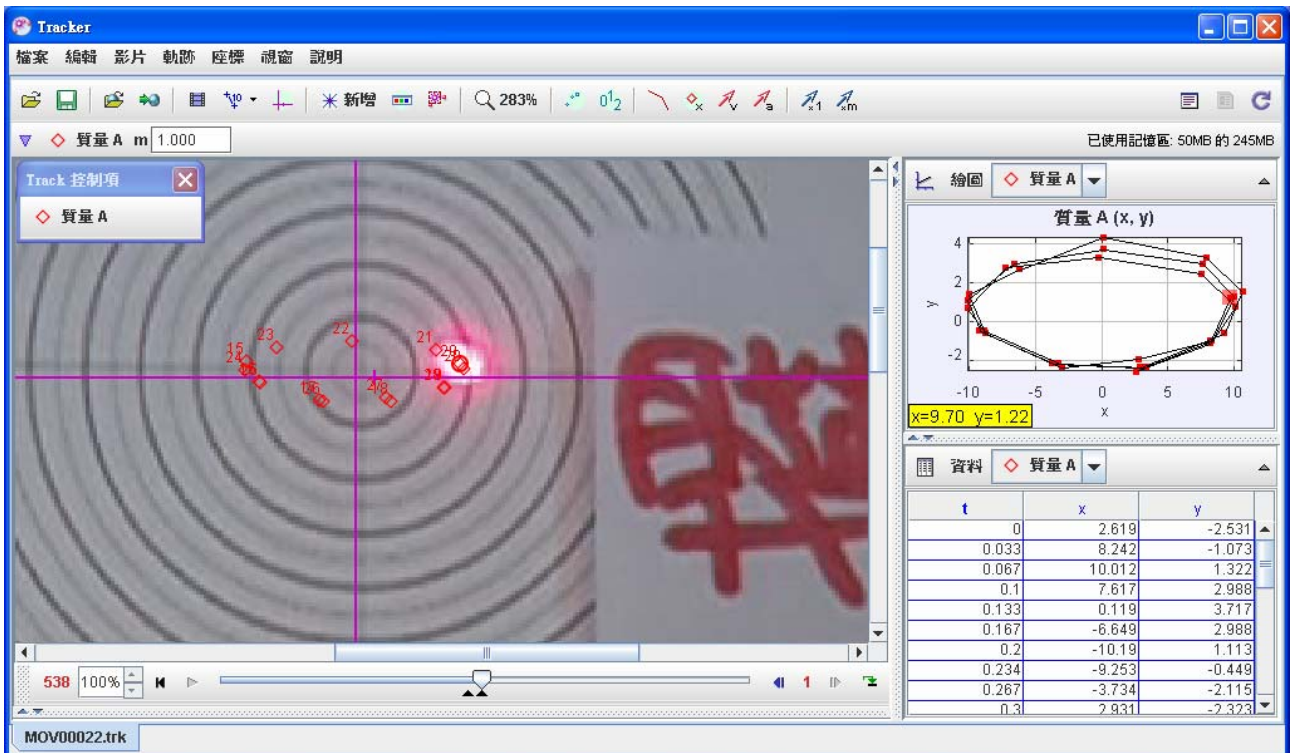 Tracker
檔案 編輯 影片 軌跡 座標 視窗 說明
新增 283%
質量 A m 1.000
已使用記憶區: 50MB 的 245MB
Track 控制項
質量 A
23
22
21
15
24
繪圖 質量 A
質量 A (x, y)
4
2
0
-2
y
-10 -5 0 5 10
x
x=9.70 y=1.22
資料 質量 A
t x y
0 2.619 -2.531
0.033 8.242 -1.073
0.067 10.012 1.322
0.1 7.617 2.988
0.133 0.119 3.717
0.167 -6.649 2.988
0.2 -10.19 1.113
0.234 -9.253 -0.449
0.267 -3.734 -2.115
0.3 2.931 -2.323
538 100% 1
MOV00022.trk